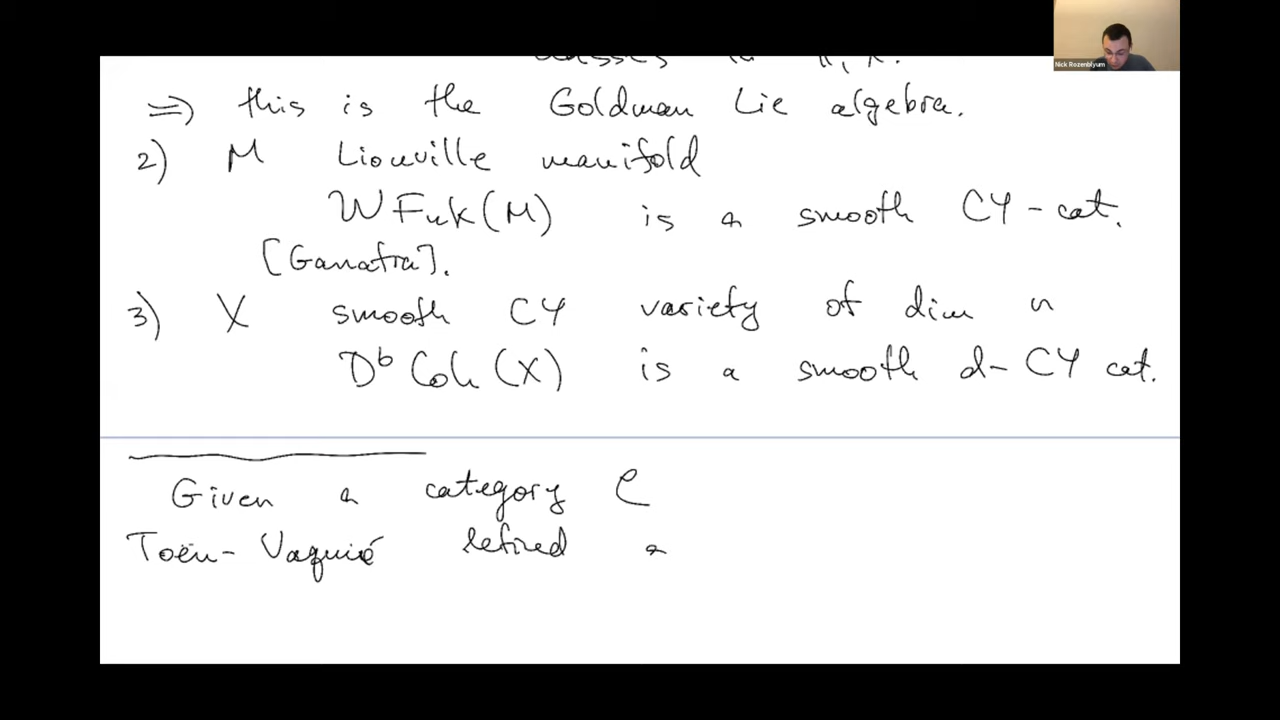 Nick Rozenblyum
⇒) this is the Goldman Lie algebra.
2) M Liouville manifold
WFuk(M) is a smooth CY-cat.
[Ganatra].
3) X smooth CY variety of dim n
D^b Coh(X) is a smooth d-CY cat.
Given a category C
Toën-Vaquié defined a